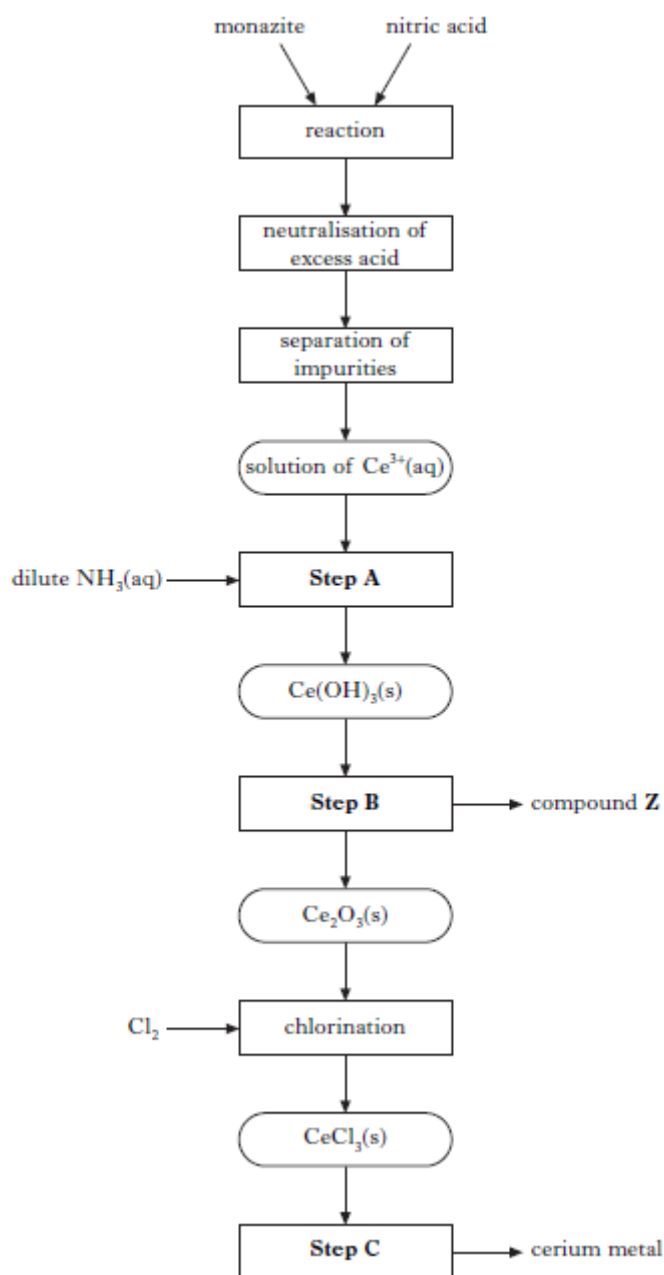 monazite nitric acid
reaction
neutralisation of
excess acid
separation of
impurities
solution of Ce³⁺(aq)
dilute NH₃(aq) Step A
Ce(OH)₃(s)
Step B compound Z
Ce₂O₃(s)
Cl₂ chlorination
CeCl₃(s)
Step C cerium metal